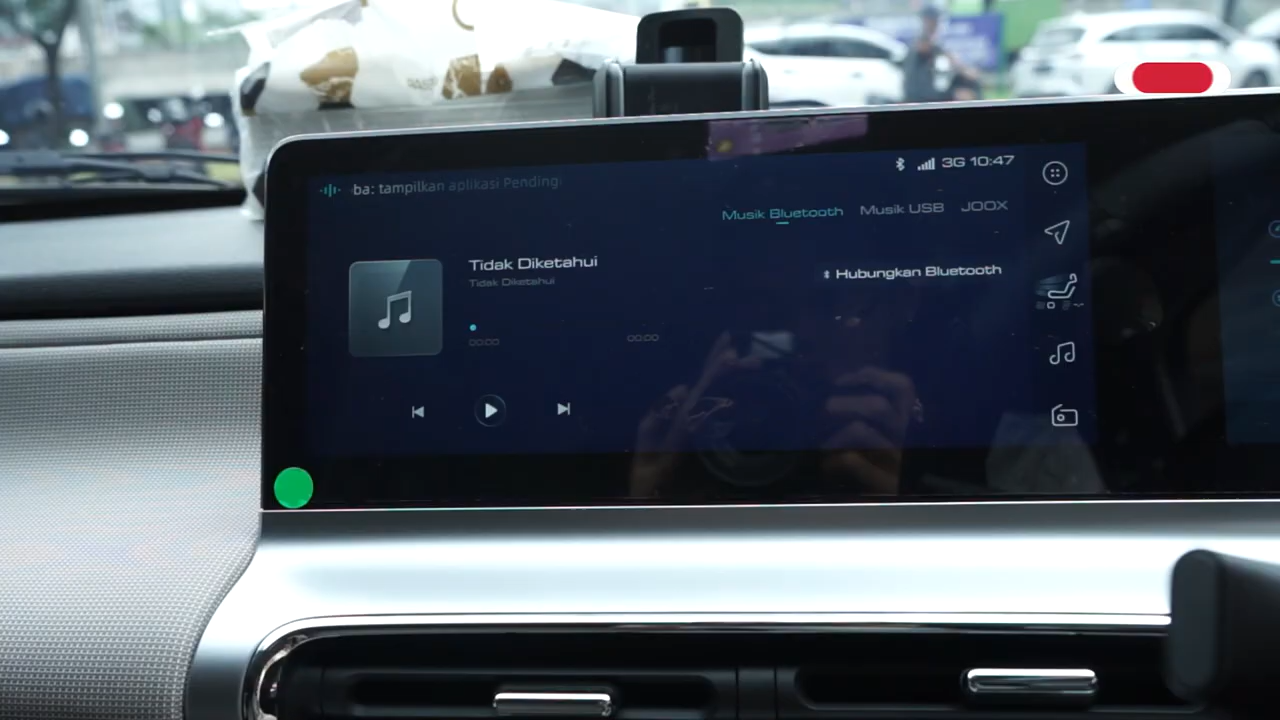 ba: tampilkan aplikasi Pending
3G 10:47
Musik Bluetooth Musik USB JOOX
Tidak Diketahui
Tidak Diketahui
Hubungkan Bluetooth
00:00 00:00